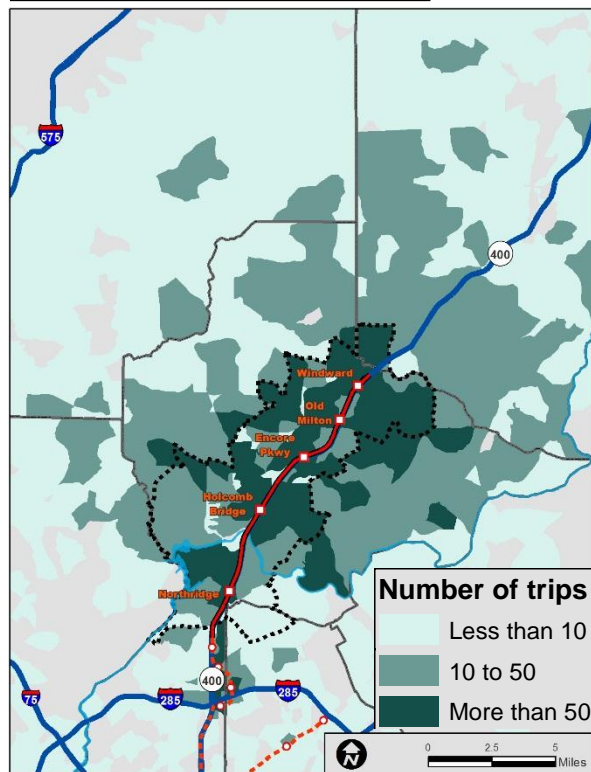 575
400
Windward
Old
Milton
Encore
Pkwy
Holcomb
Bridge
Northridge
Number of trips
Less than 10
10 to 50
More than 50
400
75
285
285
N
0 2.5 5
Miles